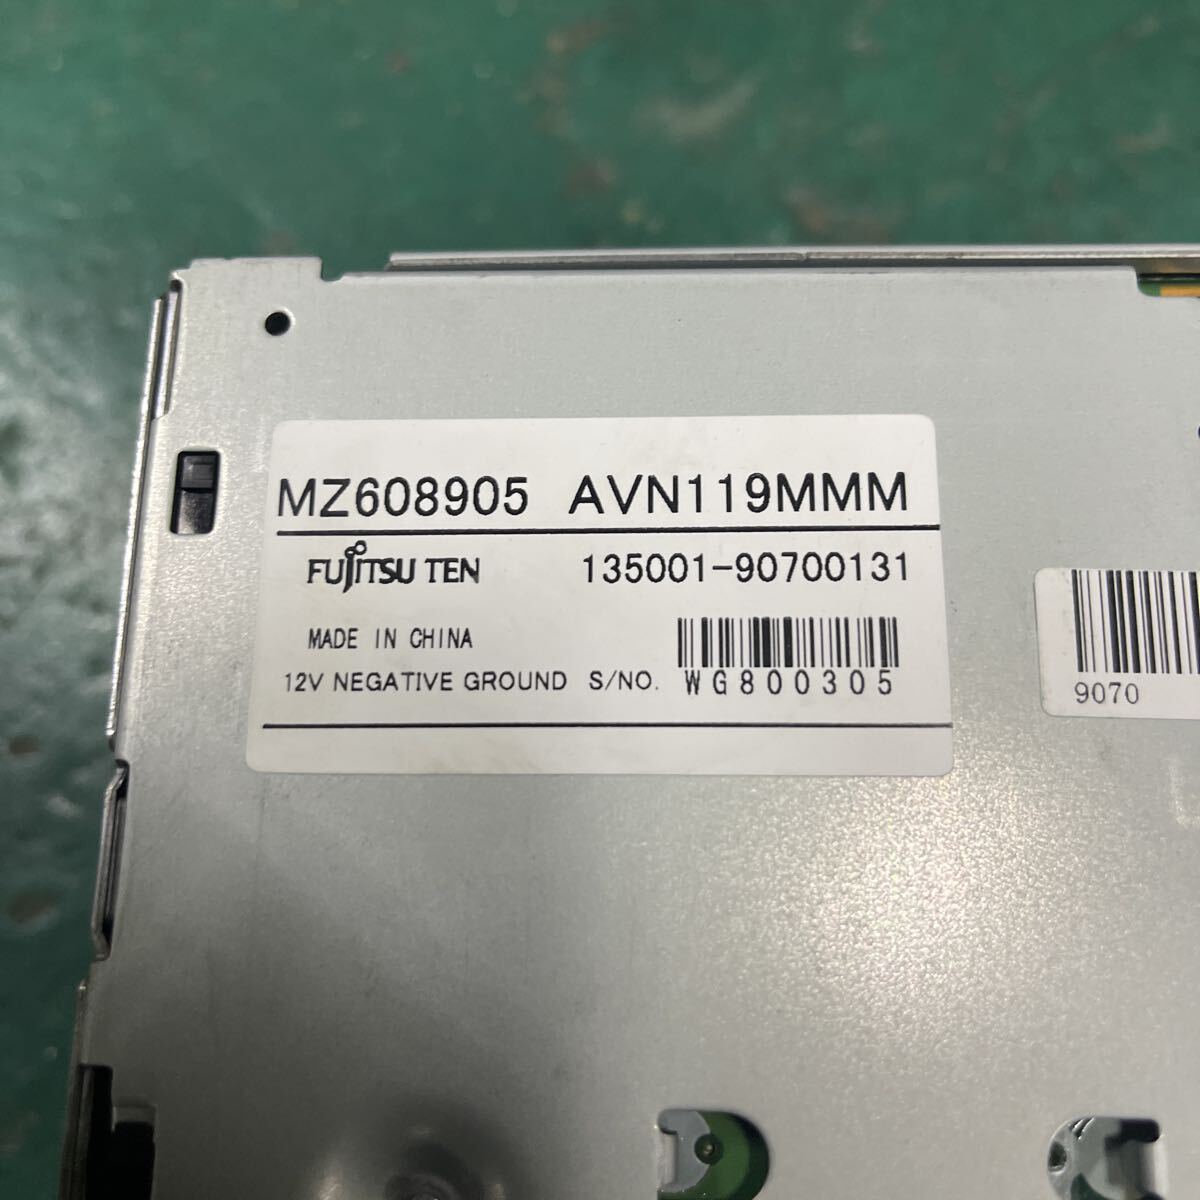 MZ608905 AVN119MMM
FUJITSU TEN 135001-90700131
MADE IN CHINA
12V NEGATIVE GROUND S/NO. WG800305
9070